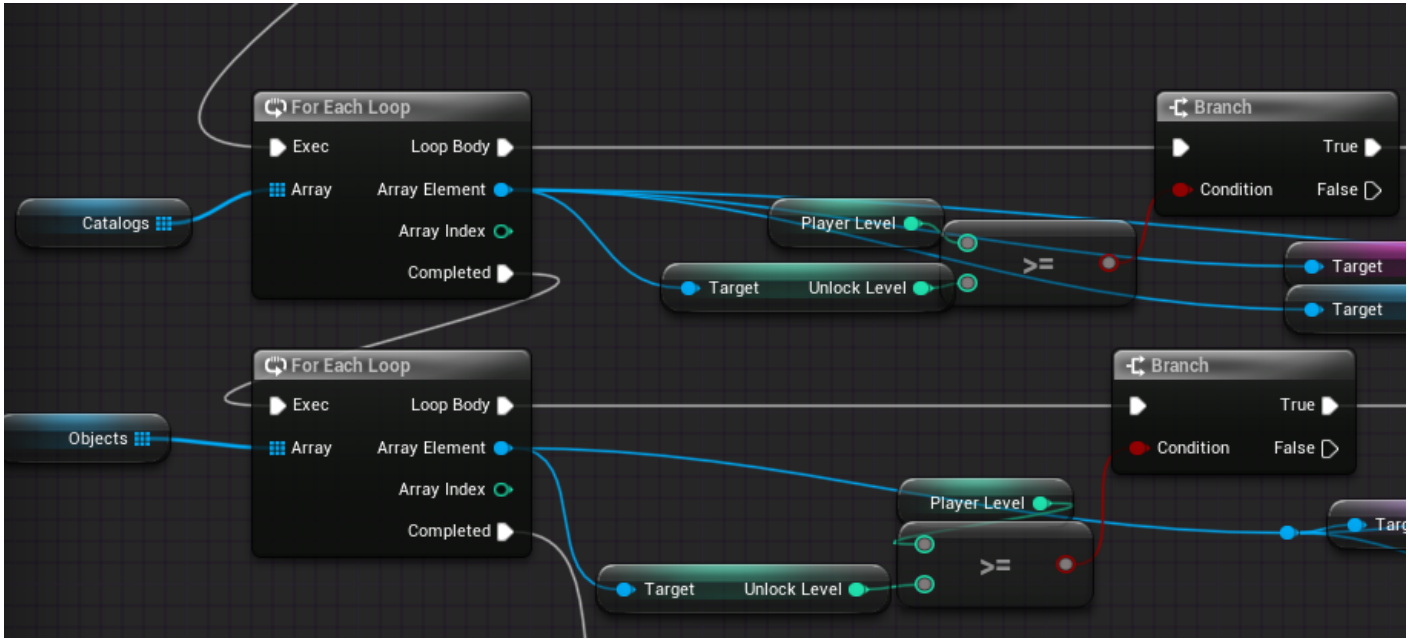 For Each Loop
Exec
Loop Body
Array
Array Element
Array Index
Completed
Catalogs
Player Level
Target
Unlock Level
>=
Branch
True
Condition
False
Target
Target
For Each Loop
Exec
Loop Body
Array
Array Element
Array Index
Completed
Objects
Player Level
Target
Unlock Level
>=
Branch
True
Condition
False
Targ